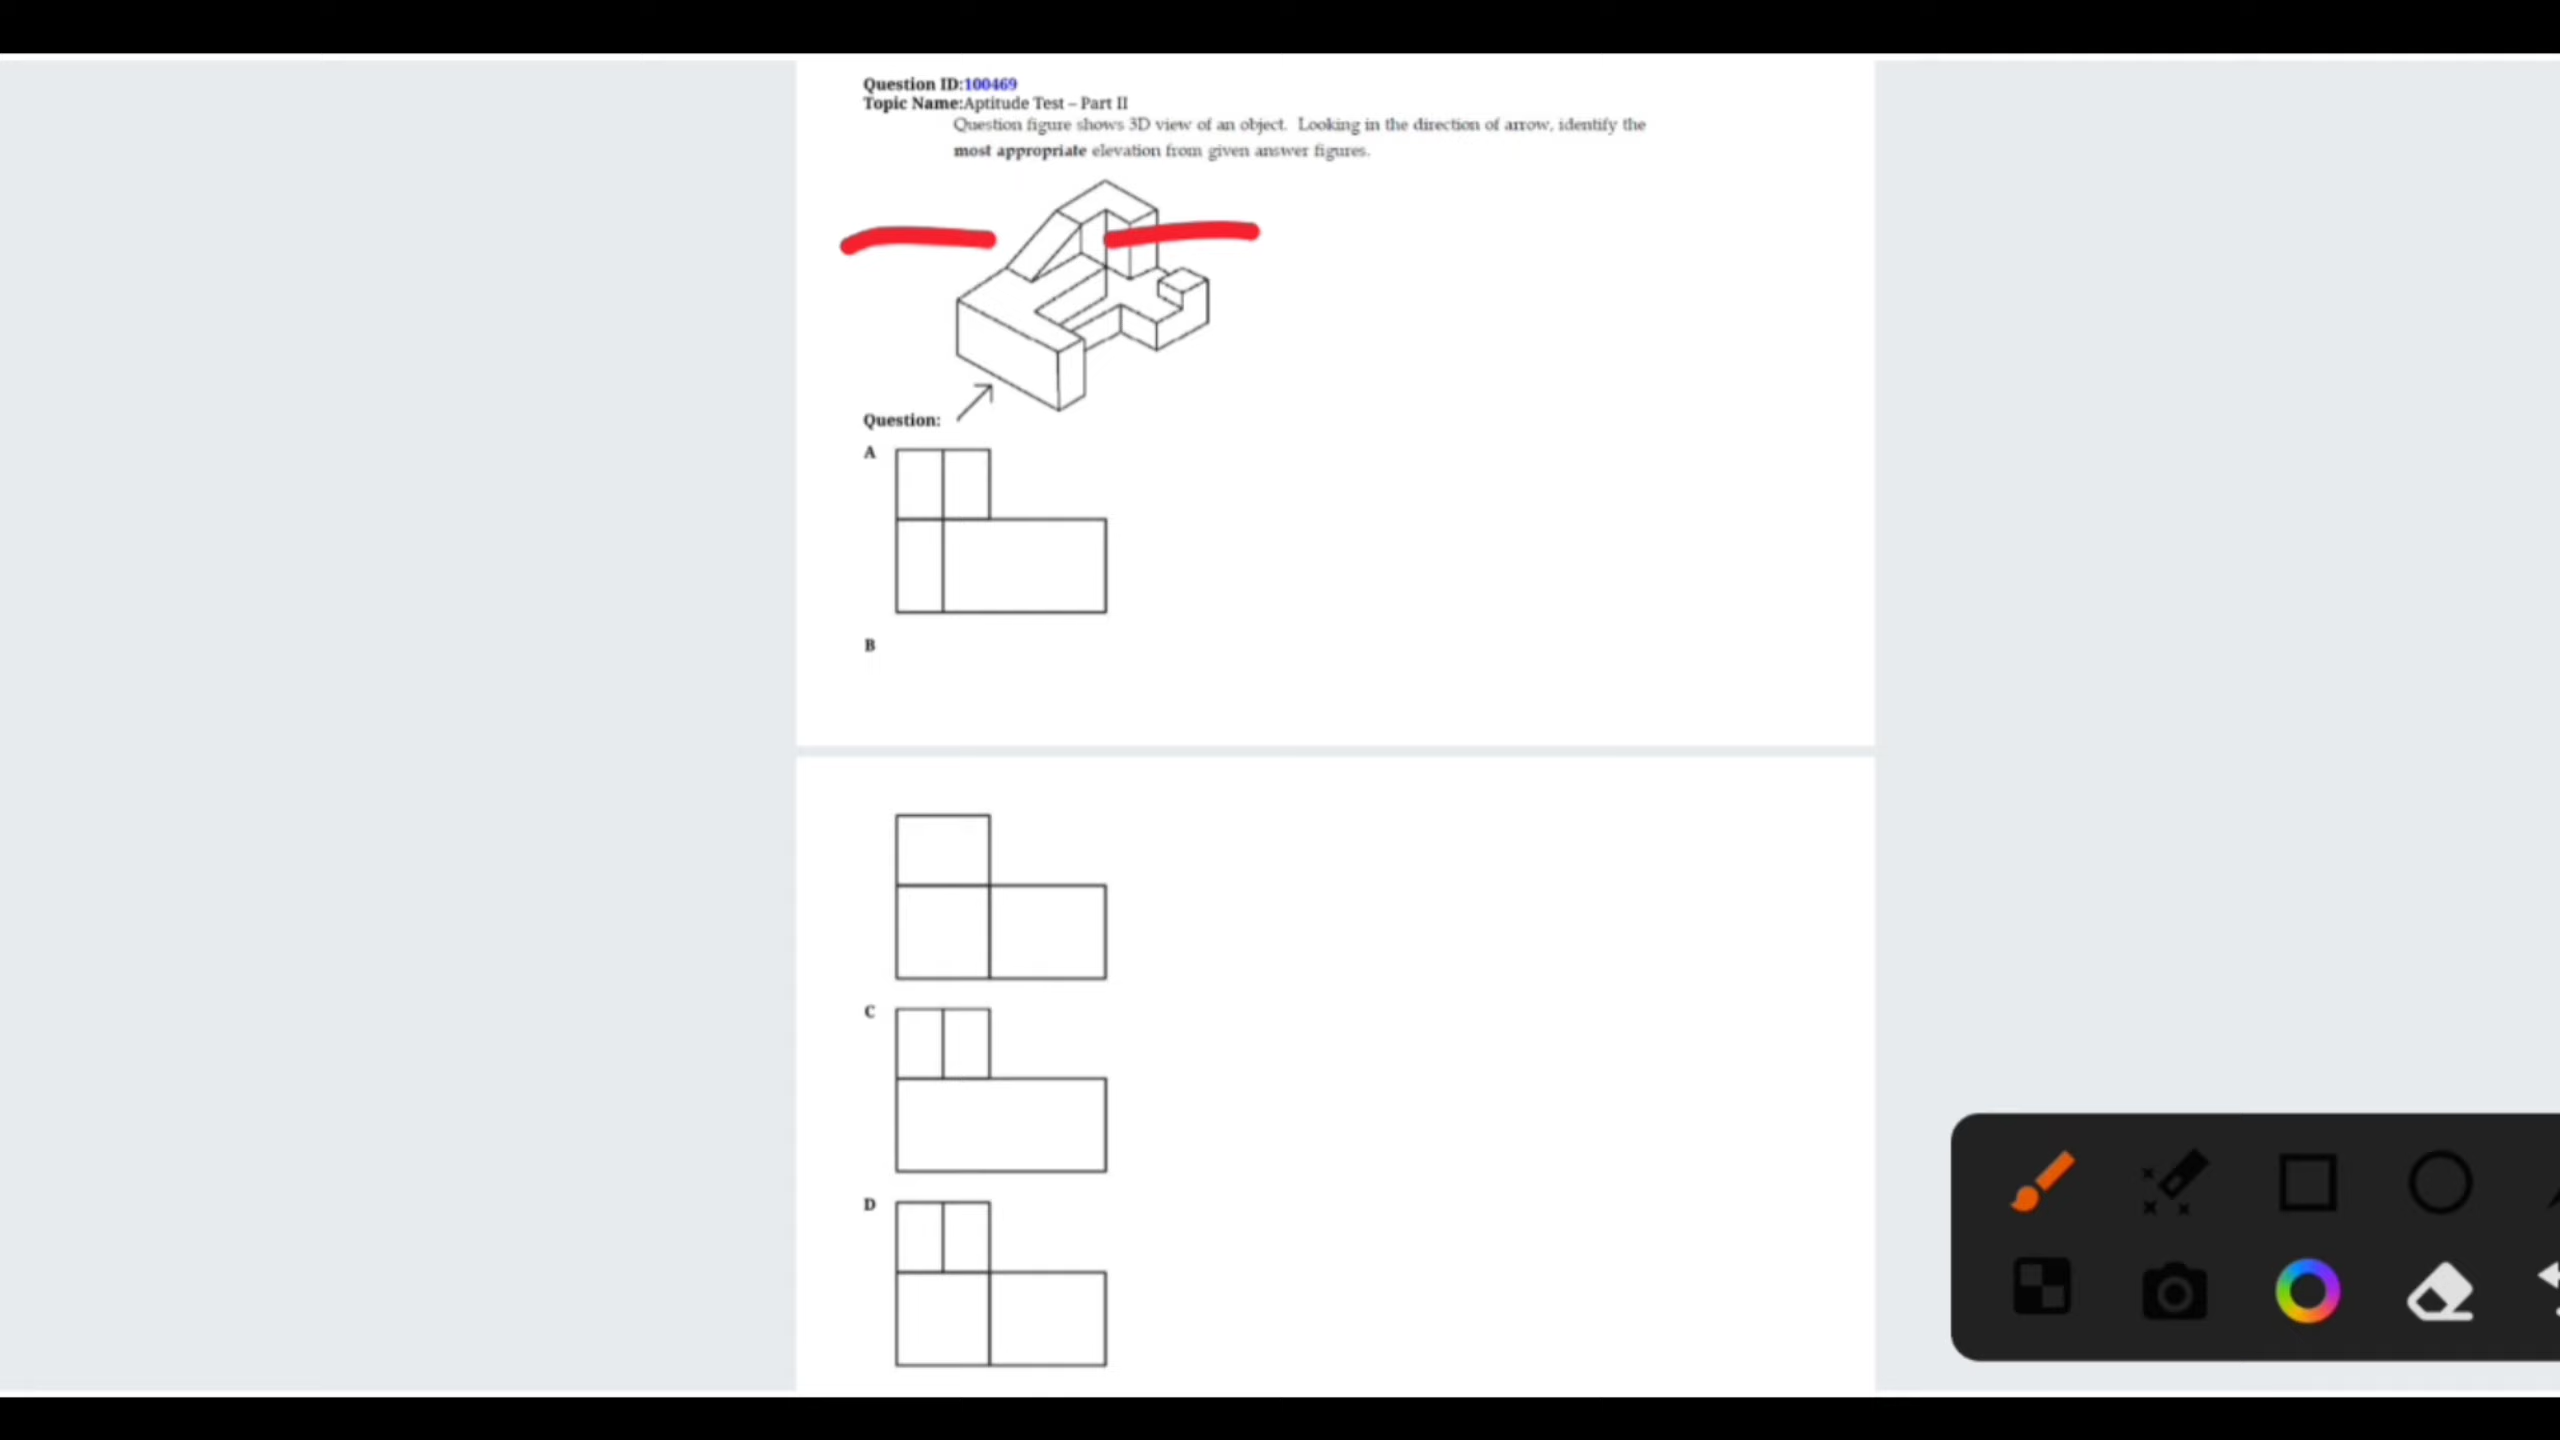 Question ID:100469
Topic Name:Aptitude Test – Part II
Question figure shows 3D view of an object. Looking in the direction of arrow, identify the
most appropriate elevation from given answer figures.
Question:
A
B
C
D